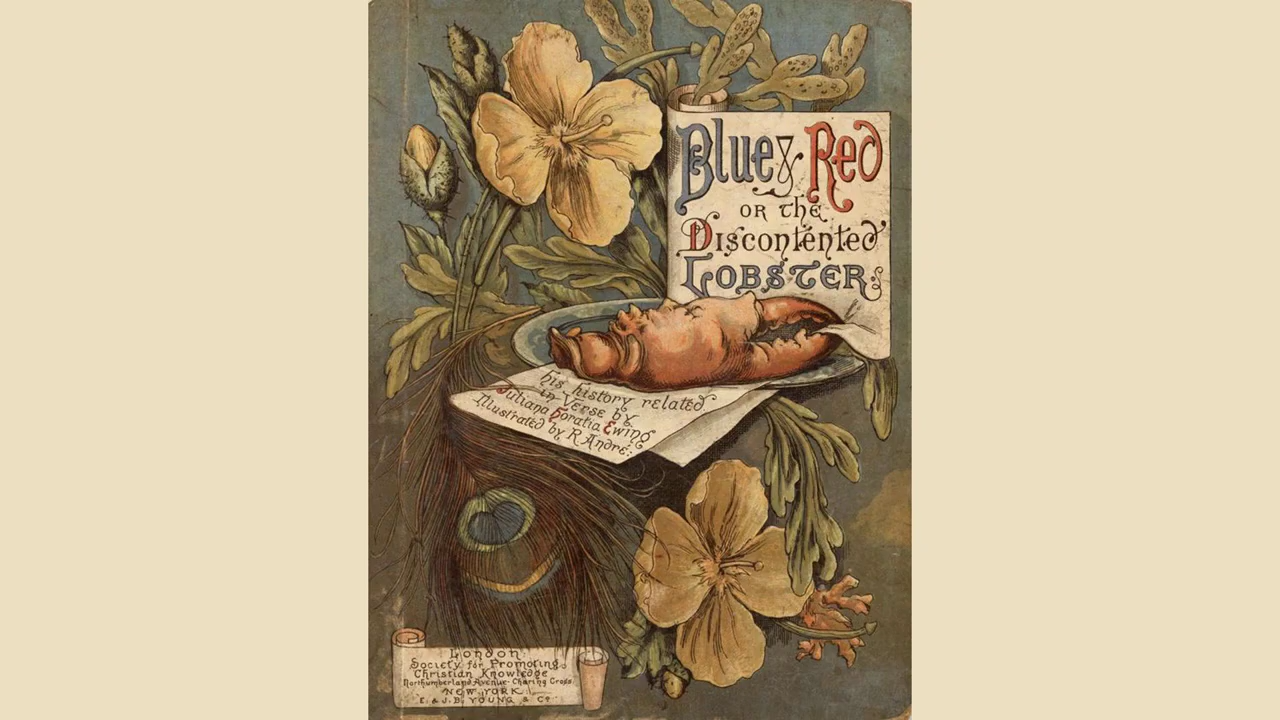 Blue & Red
or the
Discontented
Lobster:
his history related
in Verse by
Juliana Horatia Ewing
Illustrated by R André:
London
Society for Promoting
Christian Knowledge
Northumberland Avenue · Charing Cross
NEW YORK:
E. & J. B. YOUNG & Co